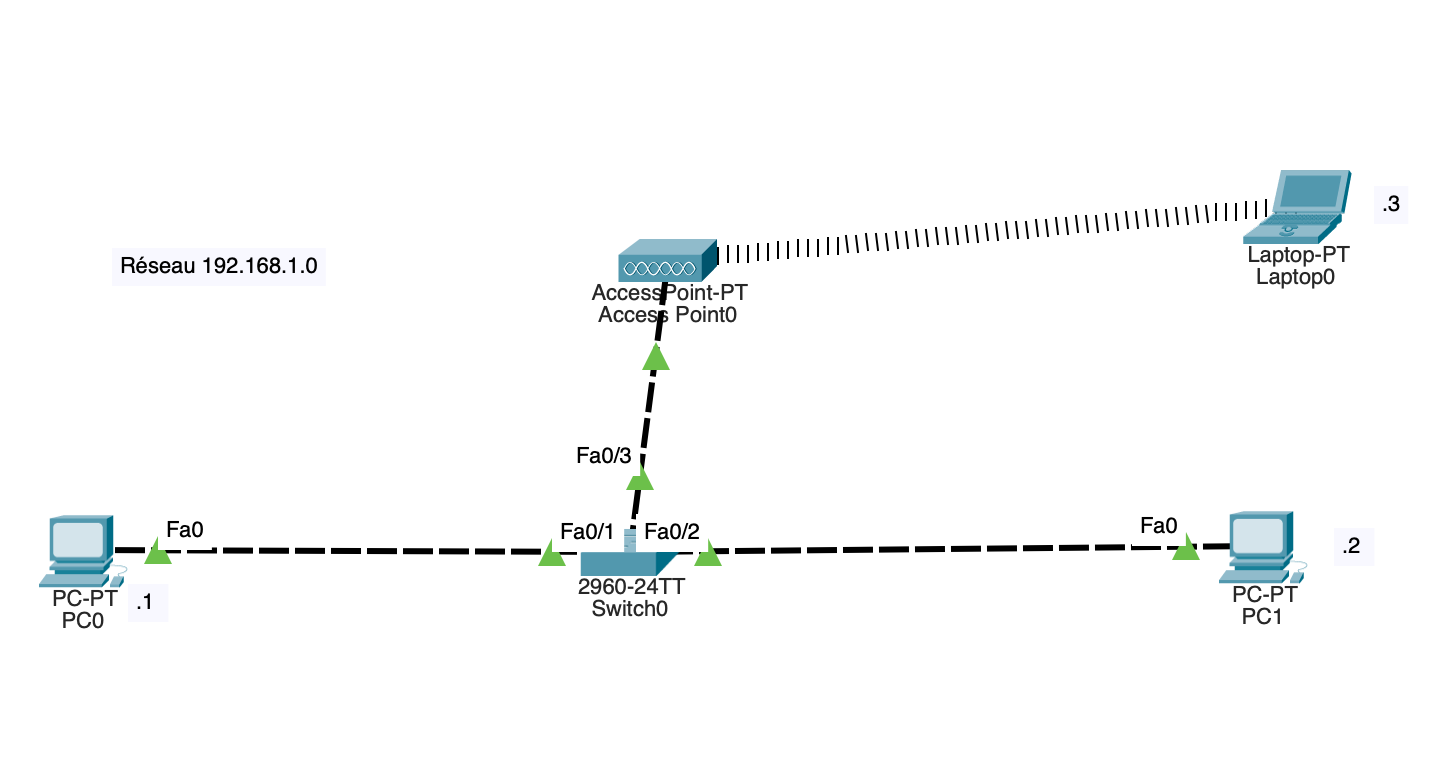 .3
Laptop-PT
Laptop0
Réseau 192.168.1.0
AccessPoint-PT
Access Point0
Fa0/3
Fa0
Fa0/1
Fa0/2
Fa0
.2
2960-24TT
Switch0
PC-PT
PC0
.1
PC-PT
PC1